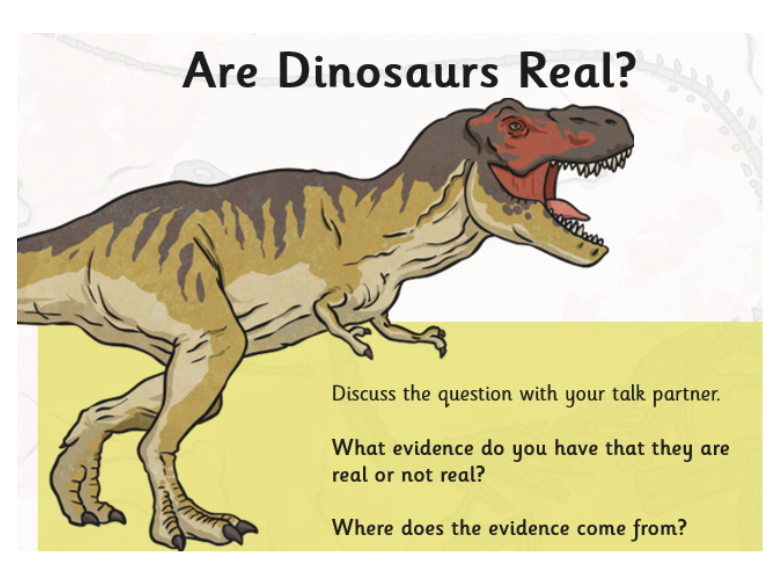 Are Dinosaurs Real?
Discuss the question with your talk partner.
What evidence do you have that they are
real or not real?
Where does the evidence come from?